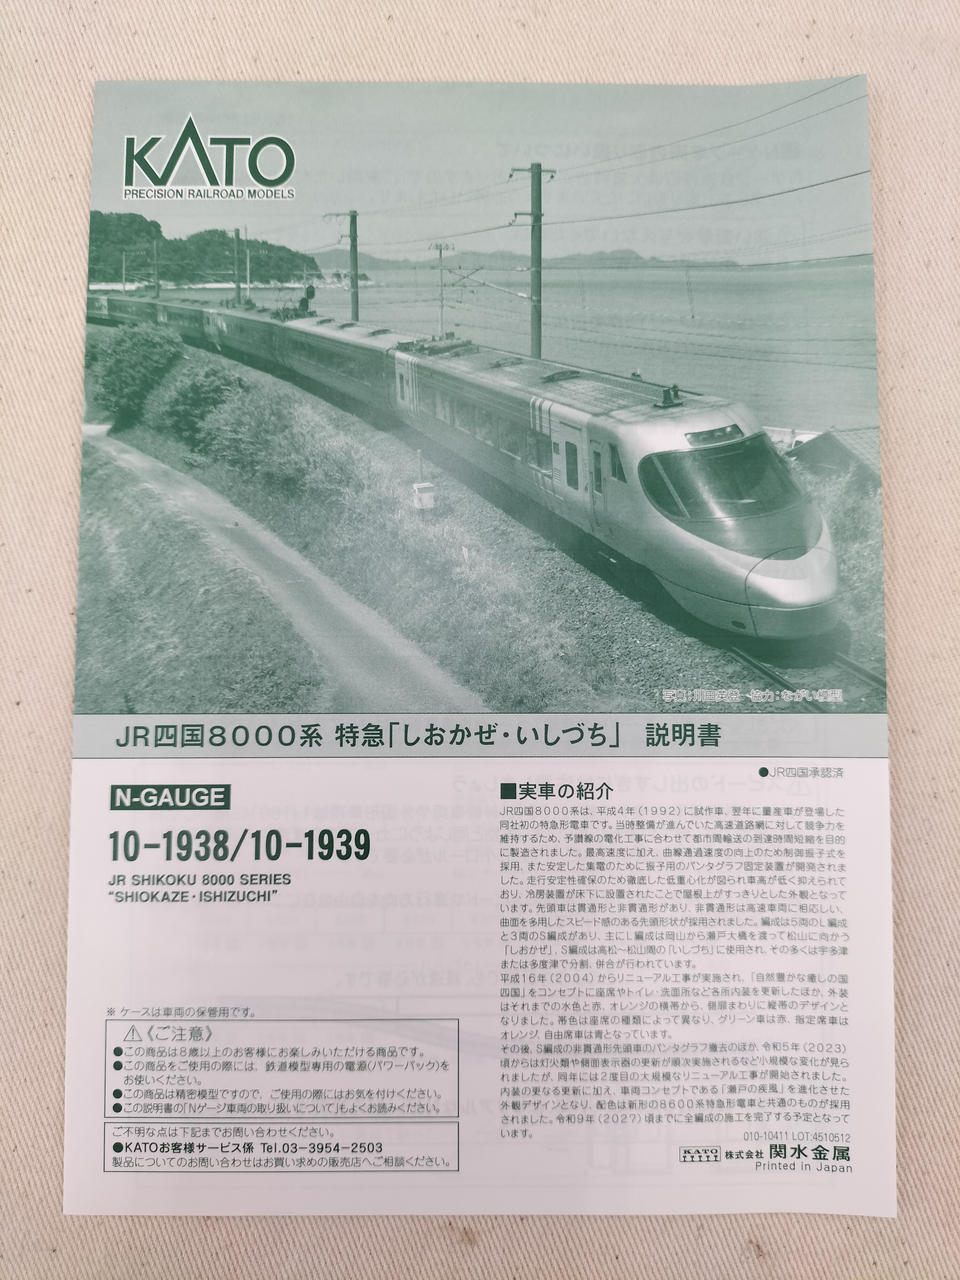 KATO
PRECISION RAILROAD MODELS
写真:川田英登 協力:ながい模型
JR四国8000系 特急「しおかぜ・いしづち」 説明書
●JR四国承認済
N-GAUGE
10-1938/10-1939
JR SHIKOKU 8000 SERIES
"SHIOKAZE・ISHIZUCHI"
※ ケースは車両の保管用です。
⚠《ご注意》
●この商品は8歳以上のお客様にお楽しみいただける商品です。
●この商品をご使用の際には、鉄道模型専用の電源(パワーパック)を
お使いください。
●この商品は精密模型ですので、ご使用の際にはお気を付けください。
●この説明書の「Nゲージ車両の取り扱いについて」もよくお読みください。
ご不明な点は下記までお問い合わせください。
●KATOお客様サービス係 Tel.03-3954-2503
製品についてのお問い合わせはお買い求めの販売店へご相談ください。
■実車の紹介
JR四国8000系は、平成4年(1992)に試作車、翌年に量産車が登場した
同社初の特急形電車です。当時整備が進んでいた高速道路網に対して競争力を
維持するため、予讃線の電化工事に合わせて都市間輸送の到達時間短縮を目的
に製造されました。最高速度に加え、曲線通過速度の向上のため制御振子式を
採用、また安定した集電のために振子用のパンタグラフ固定装置が開発されま
した。走行安定性確保のため徹底した低重心化が図られ車高が低く抑えられて
おり、冷房装置が床下に設置されたことで屋根上がすっきりとした外観となって
います。先頭車は貫通形と非貫通形があり、非貫通形は高速車両に相応しい、
曲面を多用したスピード感のある先頭形状が採用されました。編成は5両のL編成
と3両のS編成があり、主にL編成は岡山から瀬戸大橋を渡って松山に向かう
「しおかぜ」、S編成は高松〜松山間の「いしづち」に使用され、その多くは宇多津
または多度津で分割、併合が行われています。
平成16年(2004)からリニューアル工事が実施され、「自然豊かな癒しの国
四国」をコンセプトに座席やトイレ・洗面所など各所内装を更新したほか、外装
はそれまでの水色と赤、オレンジの横帯から、側扉まわりに縦帯のデザインと
なりました。帯色は座席の種類によって異なり、グリーン車は赤、指定席車は
オレンジ、自由席車は青となっています。
その後、S編成の非貫通形先頭車のパンタグラフ撤去のほか、令和5年(2023)
頃からは灯火類や側面表示器の更新が順次実施されるなど小規模な変化が見ら
れましたが、同年には2度目の大規模なリニューアル工事が開始されました。
内装の更なる更新に加え、車両コンセプトである「瀬戸の疾風」を進化させた
外観デザインとなり、配色は新形の8600系特急形電車と共通のものが採用
されました。令和9年(2027)頃までに全編成の施工を完了する予定となって
います。
010-10411 LOT:4510512
KATO 株式会社 関水金属
Printed in Japan